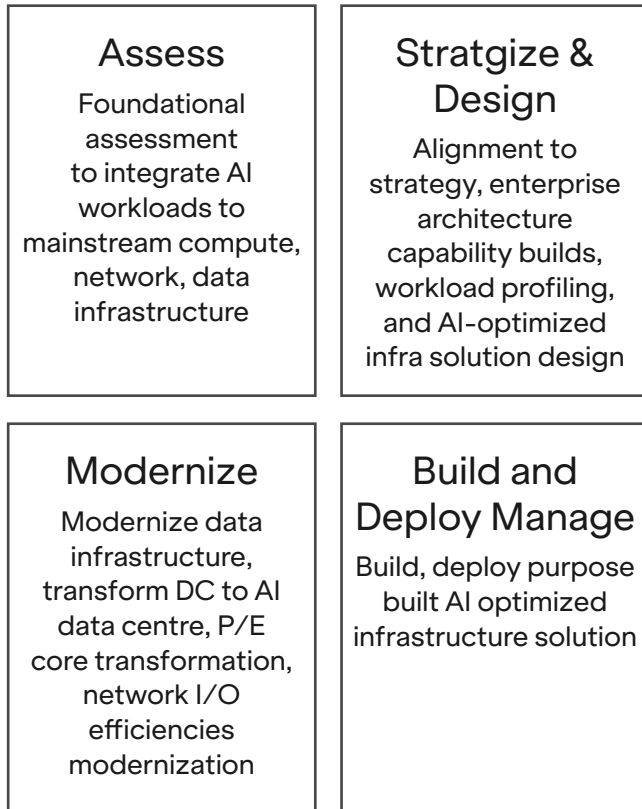 Assess
Foundational
assessment
to integrate AI
workloads to
mainstream compute,
network, data
infrastructure
Stratgize &
Design
Alignment to
strategy, enterprise
architecture
capability builds,
workload profiling,
and AI-optimized
infra solution design
Modernize
Modernize data
infrastructure,
transform DC to AI
data centre, P/E
core transformation,
network I/O
efficiencies
modernization
Build and
Deploy Manage
Build, deploy purpose
built AI optimized
infrastructure solution